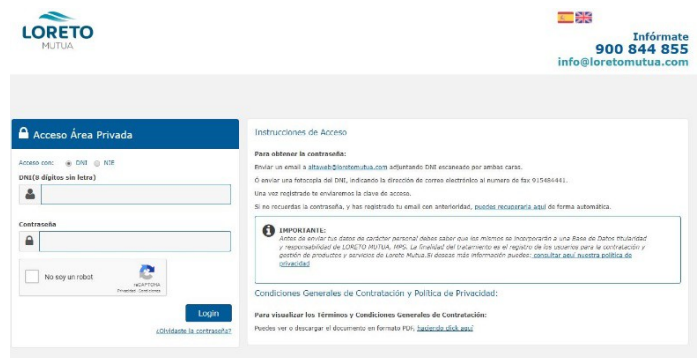 LORETO
MUTUA
Infórmate
900 844 855
info@loretomutua.com
Acceso Área Privada
Acceso con: DNI NIE
DNI(8 dígitos sin letra)
Contraseña
No soy un robot
reCAPTCHA
Privacidad - Condiciones
Login
¿Olvidaste la contraseña?
Instrucciones de Acceso
Para obtener la contraseña:
Enviar un email a altaweb@loretomutua.com adjuntando DNI escaneado por ambas caras.
Ó enviar una fotocopia del DNI, indicando la dirección de correo electrónico al numero de fax 915484441.
Una vez registrado te enviaremos la clave de acceso.
Si no recuerdas la contraseña, y has registrado tu email con anterioridad, puedes recuperarla aquí de forma automática.
IMPORTANTE:
Antes de enviar tus datos de carácter personal debes saber que los mismos se incorporarán a una Base de Datos titularidad
y responsabilidad de LORETO MUTUA, MPS. La finalidad del tratamiento es el registro de los usuarios para la contratación y
gestión de productos y servicios de Loreto Mutua.Si deseas más información puedes: consultar aquí nuestra política de
privacidad
Condiciones Generales de Contratación y Política de Privacidad:
Para visualizar los Términos y Condiciones Generales de Contratación:
Puedes ver o descargar el documento en formato PDF, haciendo click aquí